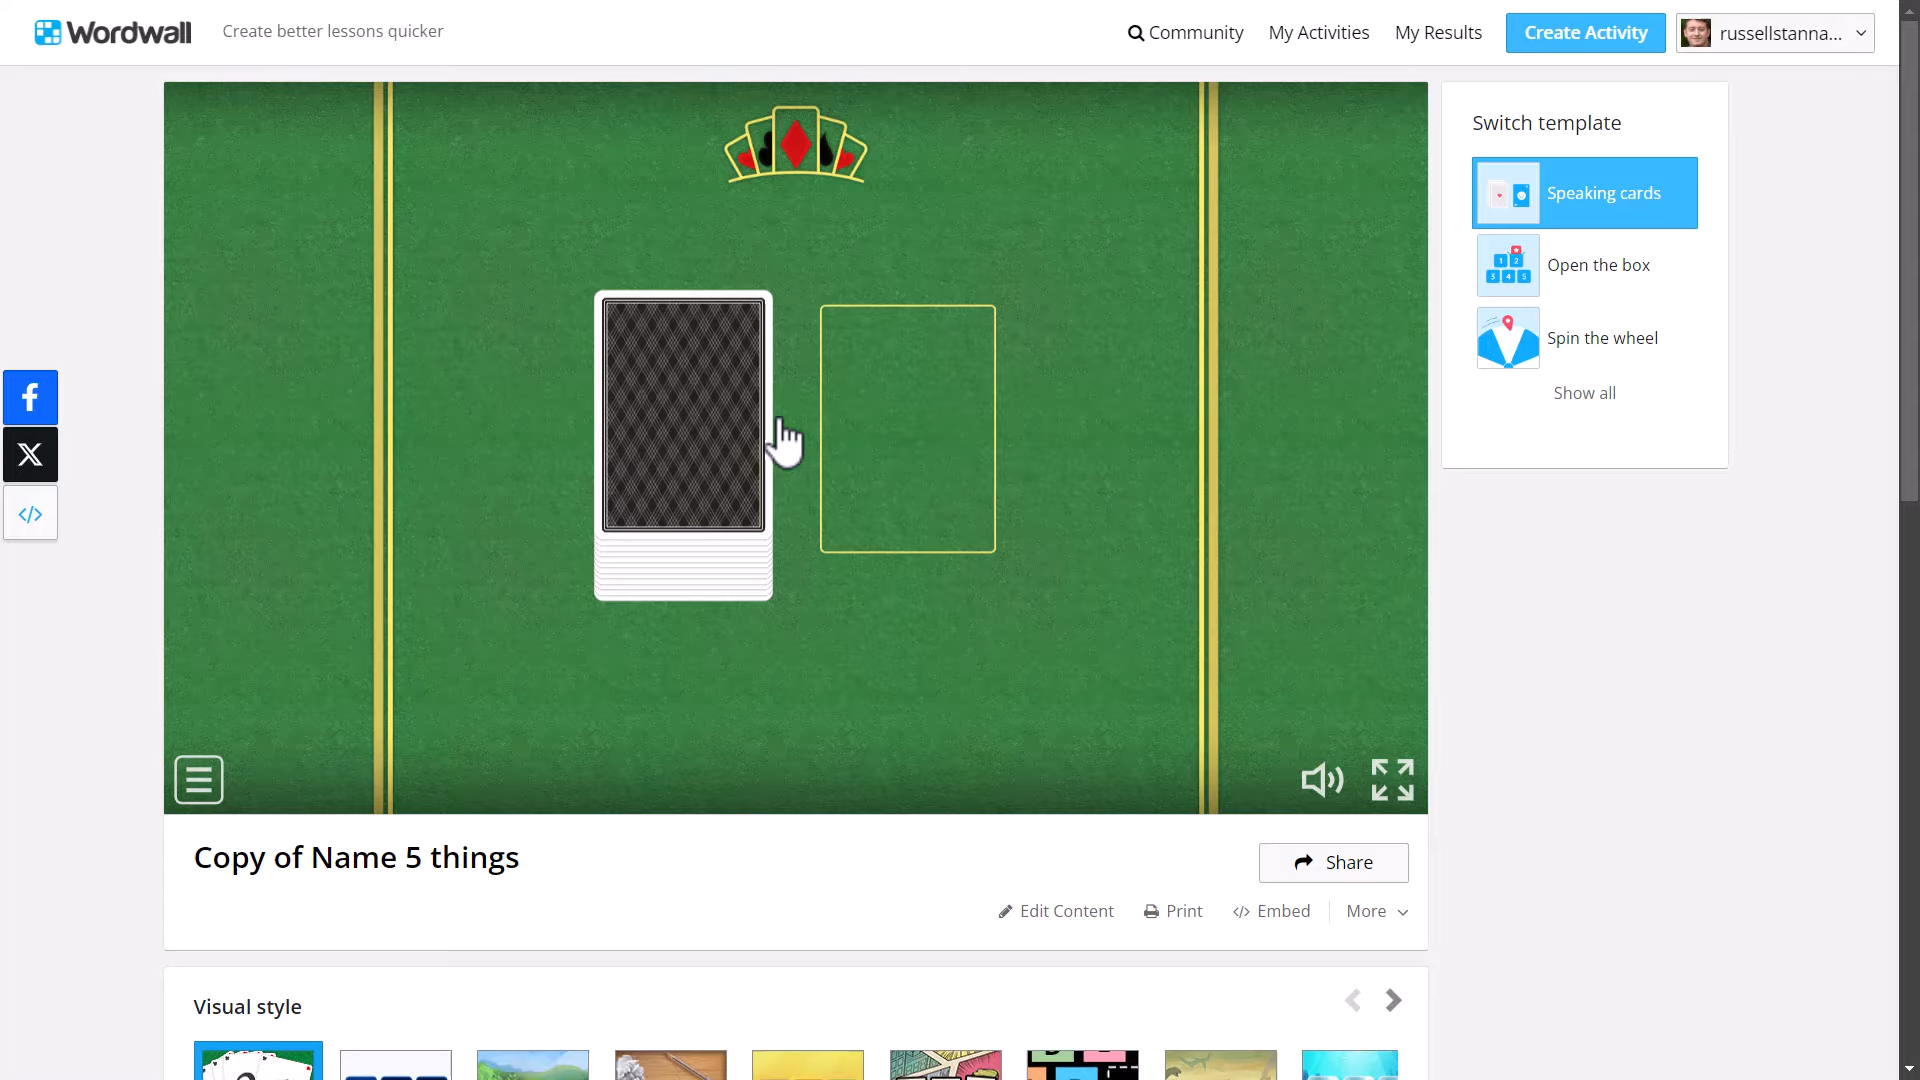 Wordwall
Create better lessons quicker
Community
My Activities
My Results
Create Activity
russellstanna...
Switch template
Speaking cards
Open the box
Spin the wheel
Show all
Copy of Name 5 things
Share
Edit Content
Print
Embed
More
Visual style